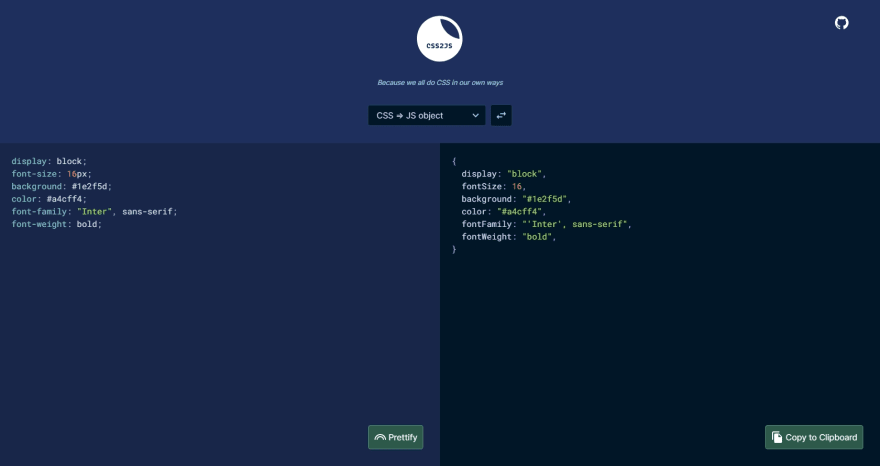 CSS2JS
Because we all do CSS in our own ways
CSS ⇒ JS object
display: block;
font-size: 16px;
background: #1e2f5d;
color: #a4cff4;
font-family: "Inter", sans-serif;
font-weight: bold;
{
  display: "block",
  fontSize: 16,
  background: "#1e2f5d",
  color: "#a4cff4",
  fontFamily: "'Inter', sans-serif",
  fontWeight: "bold",
}
Prettify
Copy to Clipboard